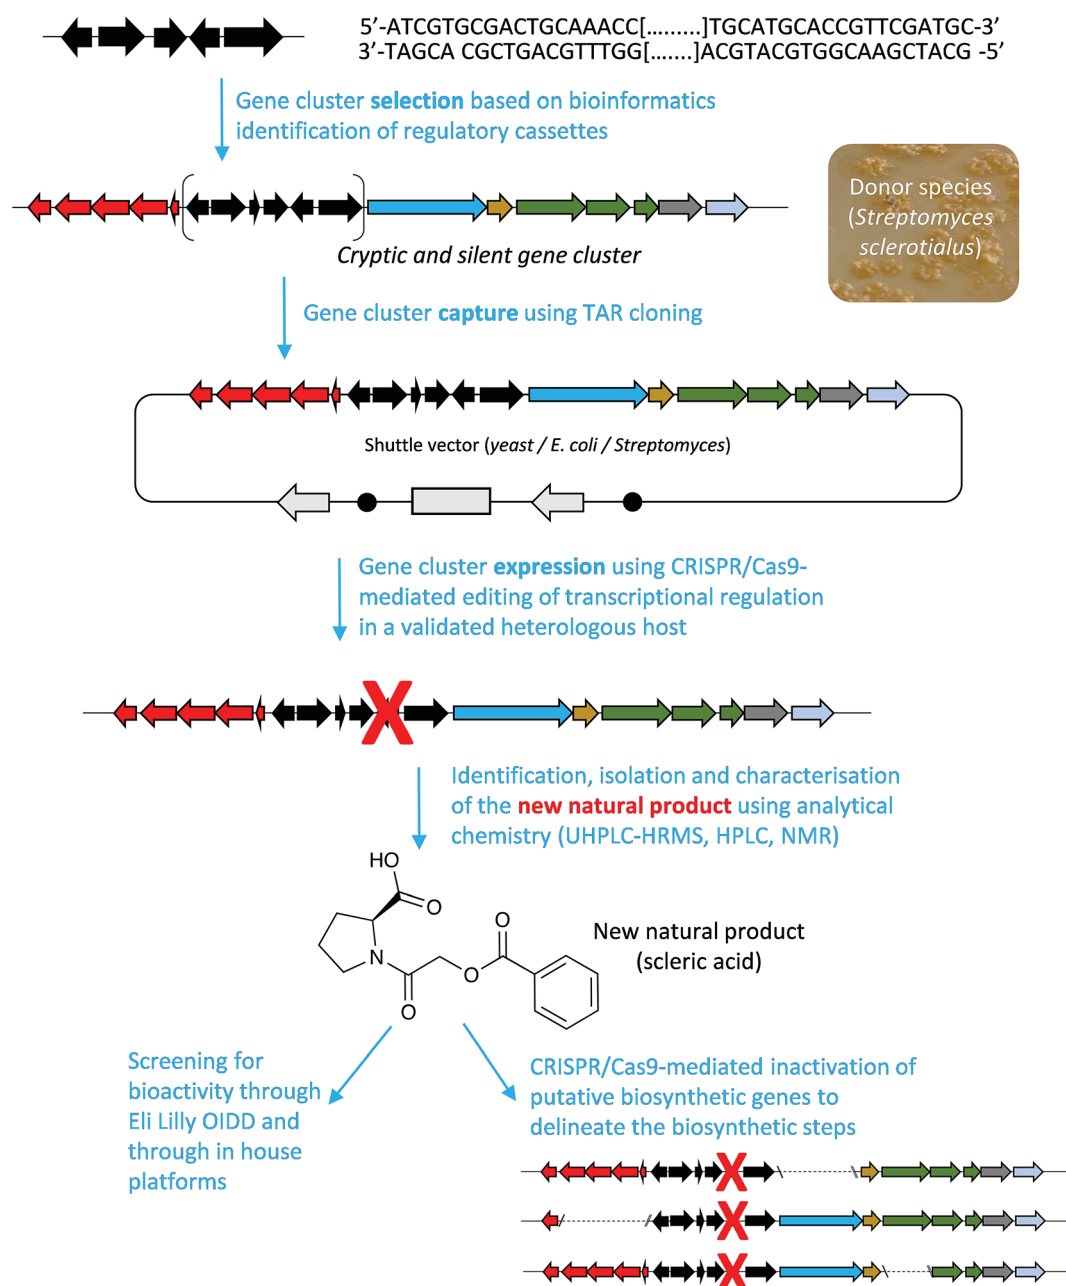 5’-ATCGTGCGACTGCAAACC[….…...]TGCATGCACCGTTCGATGC-3’
3’-TAGCA CGCTGACGTTTGG[…....]ACGTACGTGGCAAGCTACG -5’
Gene cluster selection based on bioinformatics
identification of regulatory cassettes
Donor species
(Streptomyces
sclerotialus)
Cryptic and silent gene cluster
Gene cluster capture using TAR cloning
Shuttle vector (yeast / E. coli / Streptomyces)
Gene cluster expression using CRISPR/Cas9-
mediated editing of transcriptional regulation
in a validated heterologous host
X
Identification, isolation and characterisation
of the new natural product using analytical
chemistry (UHPLC-HRMS, HPLC, NMR)
HO
O
O
N
O
O
New natural product
(scleric acid)
Screening for
bioactivity through
Eli Lilly OIDD and
through in house
platforms
CRISPR/Cas9-mediated inactivation of
putative biosynthetic genes to
delineate the biosynthetic steps
X
X
X